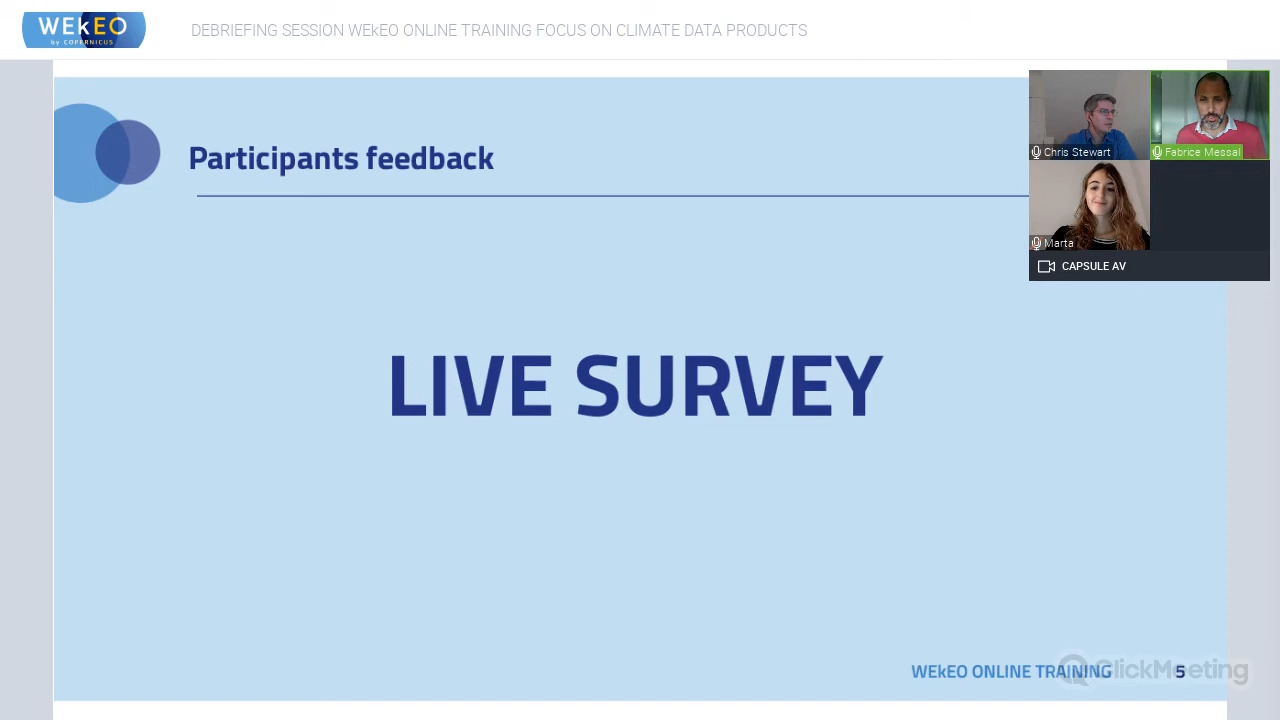 WEkEO
by COPERNICUS
DEBRIEFING SESSION WEkEO ONLINE TRAINING FOCUS ON CLIMATE DATA PRODUCTS
Participants feedback
Chris Stewart
Fabrice Messal
Marta
CAPSULE AV
LIVE SURVEY
WEkEO ONLINE TRAINING
5
ClickMeeting